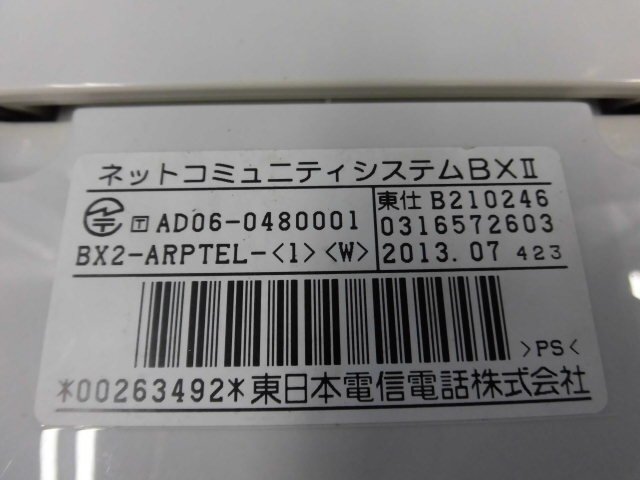 ネットコミュニティシステムBXⅡ
T AD06-0480001
東仕 B210246
0316572603
BX2-ARPTEL-<1><W>
2013.07 423
>PS<
*00263492*東日本電信電話株式会社